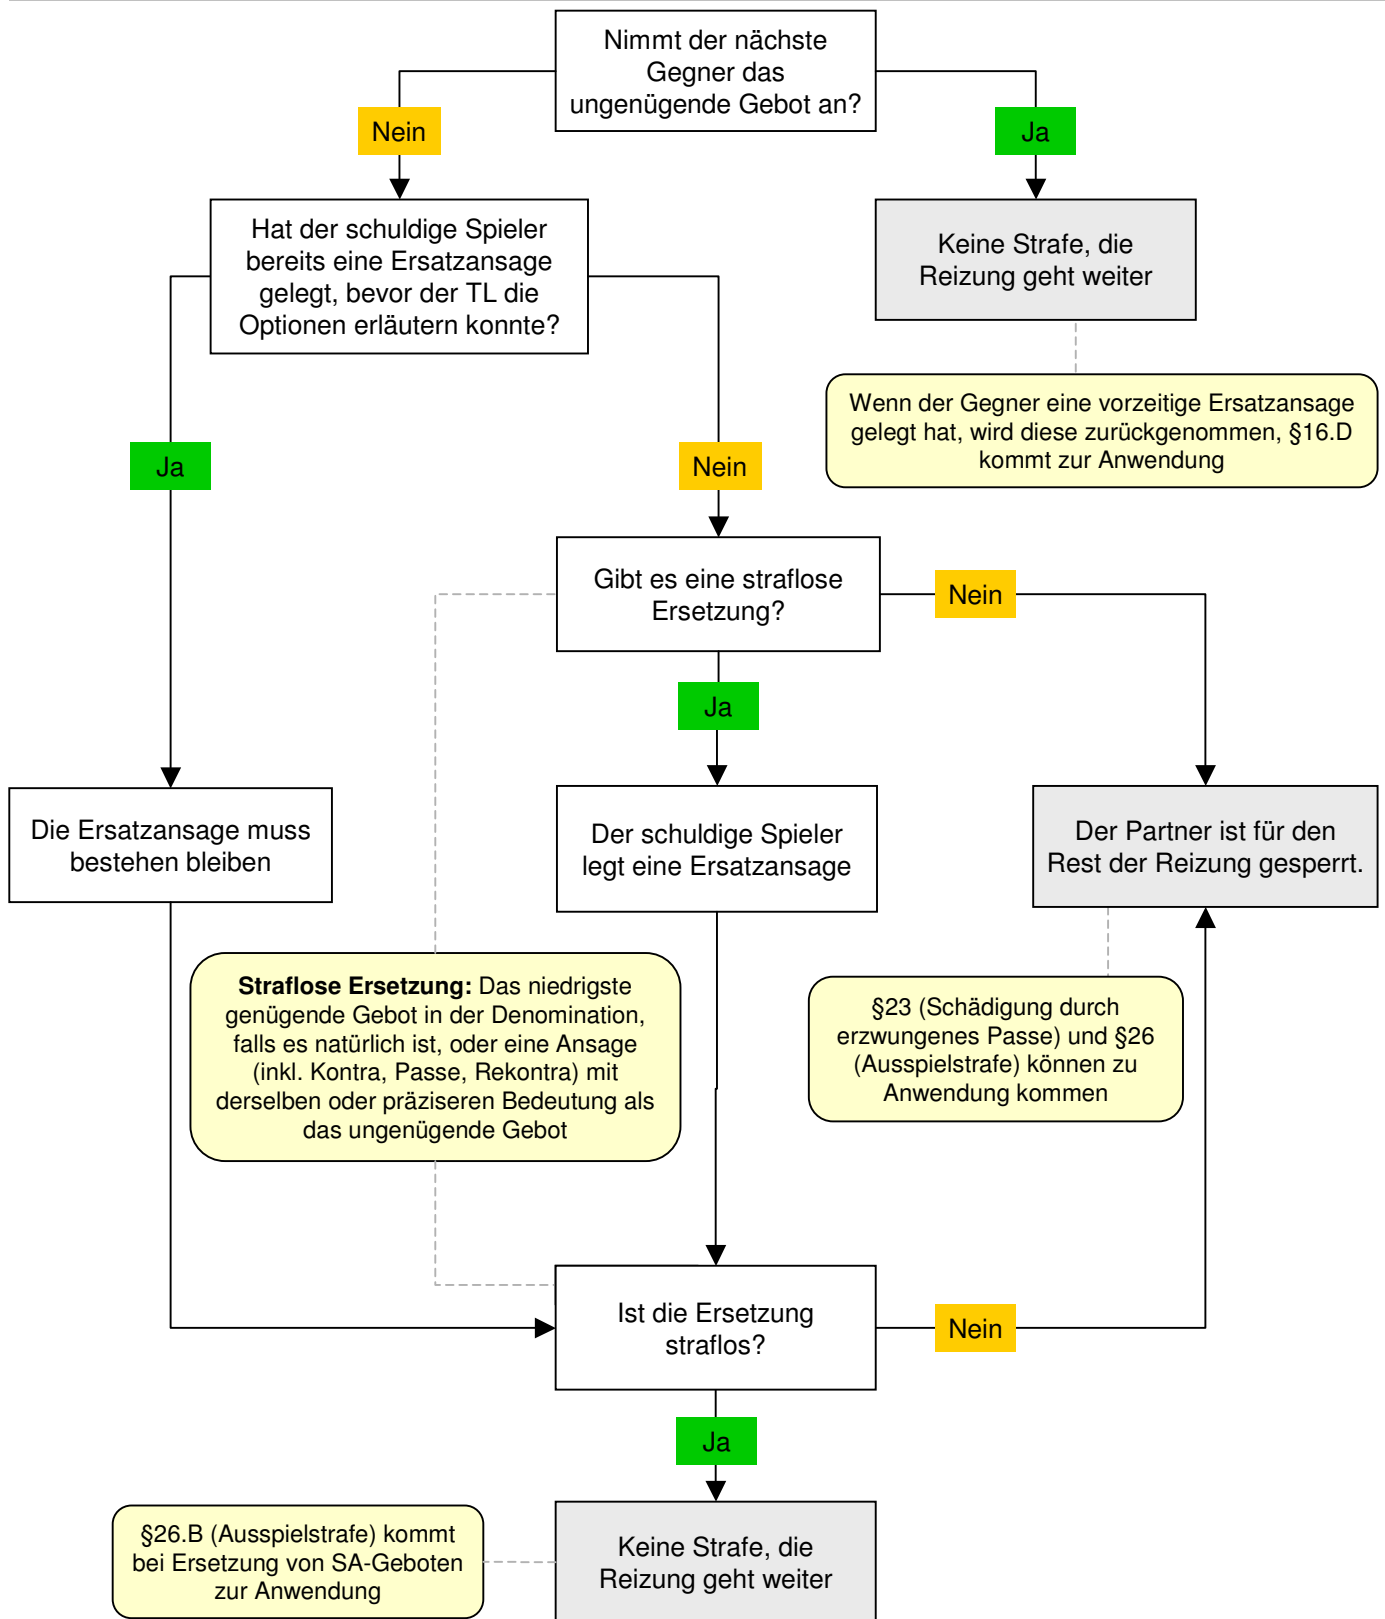 Nimmt der nächste
Gegner das
ungenügende Gebot an?
Nein
Ja
Hat der schuldige Spieler
bereits eine Ersatzansage
gelegt, bevor der TL die
Optionen erläutern konnte?
Keine Strafe, die
Reizung geht weiter
Wenn der Gegner eine vorzeitige Ersatzansage
gelegt hat, wird diese zurückgenommen, §16.D
kommt zur Anwendung
Ja
Nein
Gibt es eine straflose
Ersetzung?
Nein
Ja
Die Ersatzansage muss
bestehen bleiben
Der schuldige Spieler
legt eine Ersatzansage
Der Partner ist für den
Rest der Reizung gesperrt.
Straflose Ersetzung: Das niedrigste
genügende Gebot in der Denomination,
falls es natürlich ist, oder eine Ansage
(inkl. Kontra, Passe, Rekontra) mit
derselben oder präziseren Bedeutung als
das ungenügende Gebot
§23 (Schädigung durch
erzwungenes Passe) und §26
(Ausspielstrafe) können zu
Anwendung kommen
Ist die Ersetzung
straflos?
Nein
Ja
§26.B (Ausspielstrafe) kommt
bei Ersetzung von SA-Geboten
zur Anwendung
Keine Strafe, die
Reizung geht weiter